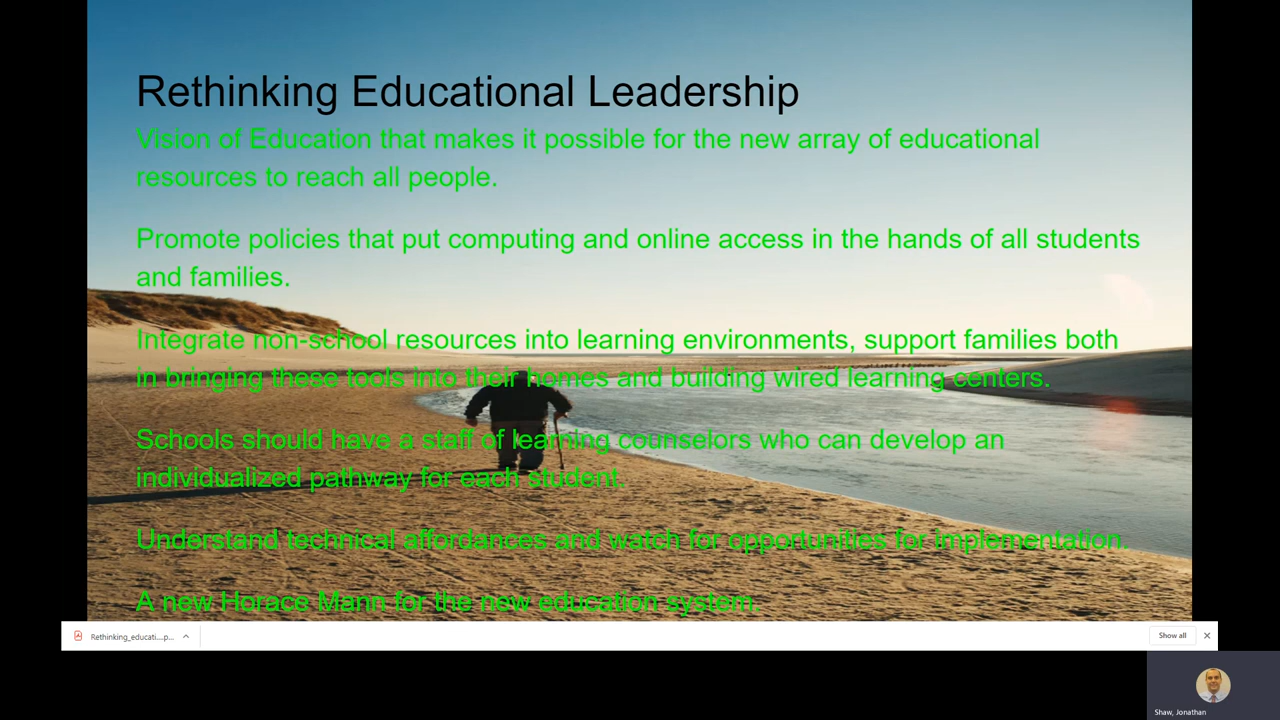 Rethinking Educational Leadership
Vision of Education that makes it possible for the new array of educational
resources to reach all people.
Promote policies that put computing and online access in the hands of all students
and families.
Integrate non-school resources into learning environments, support families both
in bringing these tools into their homes and building wired learning centers.
Schools should have a staff of learning counselors who can develop an
individualized pathway for each student.
Understand technical affordances and watch for opportunities for implementation.
A new Horace Mann for the new education system.
Rethinking_educati....p...
Show all
Shaw, Jonathan